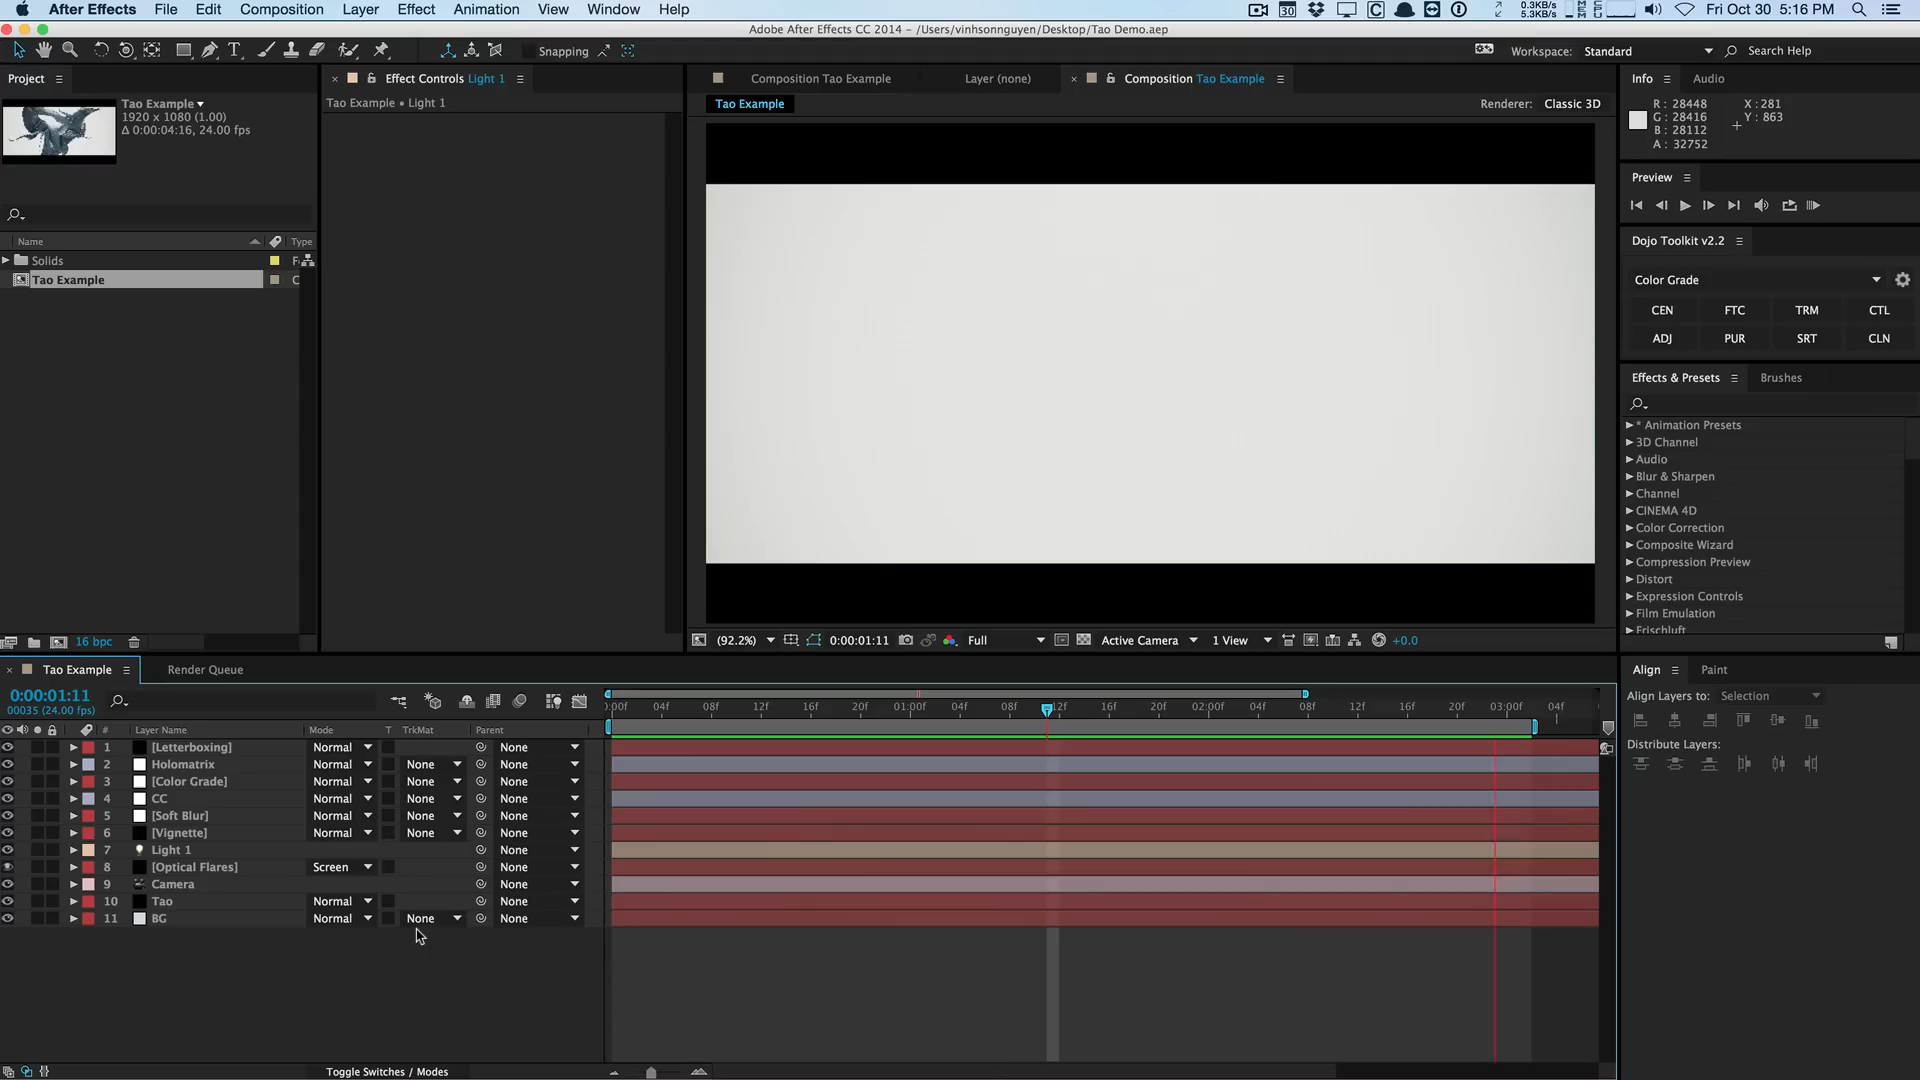 After Effects File Edit Composition Layer Effect Animation View Window Help
30 0.3KB/s 5.3KB/s MEM CPU Fri Oct 30 5:16 PM
Adobe After Effects CC 2014 - /Users/vinhsonnguyen/Desktop/Tao Demo.aep
Snapping Workspace: Standard Search Help
Project
Tao Example
1920 x 1080 (1.00)
Δ 0:00:04:16, 24.00 fps
Name Type
Solids
Tao Example
16 bpc
Effect Controls Light 1
Tao Example • Light 1
Composition Tao Example Layer (none) Composition Tao Example
Tao Example Renderer: Classic 3D
(92.2%) 0:00:01:11 Full Active Camera 1 View +0.0
Info Audio
R : 28448 X : 281
G : 28416 Y : 863
B : 28112
A : 32752
Preview
Dojo Toolkit v2.2
Color Grade
CEN FTC TRM CTL
ADJ PUR SRT CLN
Effects & Presets Brushes
* Animation Presets
3D Channel
Audio
Blur & Sharpen
Channel
CINEMA 4D
Color Correction
Composite Wizard
Compression Preview
Distort
Expression Controls
Film Emulation
Frischluft
Tao Example Render Queue
0:00:01:11
00035 (24.00 fps)
:00f 04f 08f 12f 16f 20f 01:00f 04f 08f 12f 16f 20f 02:00f 04f 08f 12f 16f 20f 03:00f 04f
# Layer Name Mode T TrkMat Parent
1 [Letterboxing] Normal None
2 Holomatrix Normal None None
3 [Color Grade] Normal None None
4 CC Normal None None
5 [Soft Blur] Normal None None
6 [Vignette] Normal None None
7 Light 1 None
8 [Optical Flares] Screen None
9 Camera None
10 Tao Normal None
11 BG Normal None None
Toggle Switches / Modes
Align Paint
Align Layers to: Selection
Distribute Layers: